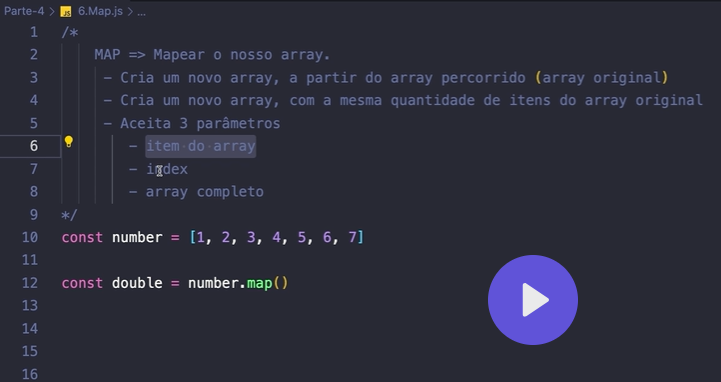 Parte-4 > JS 6.Map.js > ...
1 /*
2 MAP => Mapear o nosso array.
3 - Cria um novo array, a partir do array percorrido (array original)
4 - Cria um novo array, com a mesma quantidade de itens do array original
5 - Aceita 3 parâmetros
6 - item do array
7 - index
8 - array completo
9 */
10 const number = [1, 2, 3, 4, 5, 6, 7]
11
12 const double = number.map()
13
14
15
16